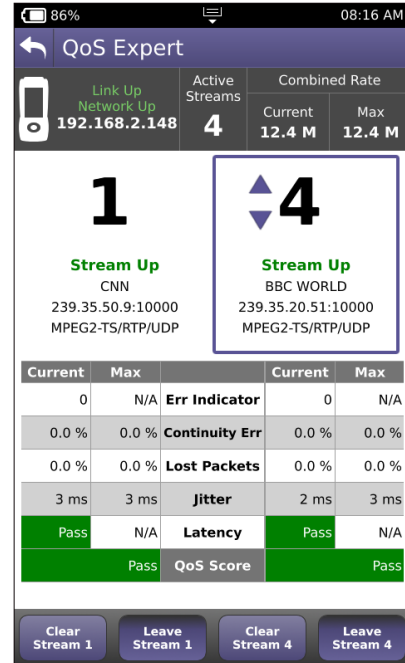 86%
08:16 AM
QoS Expert
Link Up
Network Up
192.168.2.148
Active
Streams
4
Combined Rate
Current Max
12.4 M 12.4 M
1
Stream Up
CNN
239.35.50.9:10000
MPEG2-TS/RTP/UDP
4
Stream Up
BBC WORLD
239.35.20.51:10000
MPEG2-TS/RTP/UDP
Current Max Current Max
0 N/A Err Indicator 0 N/A
0.0 % 0.0 % Continuity Err 0.0 % 0.0 %
0.0 % 0.0 % Lost Packets 0.0 % 0.0 %
3 ms 3 ms Jitter 2 ms 3 ms
Pass N/A Latency Pass N/A
Pass QoS Score Pass
Clear
Stream 1
Leave
Stream 1
Clear
Stream 4
Leave
Stream 4